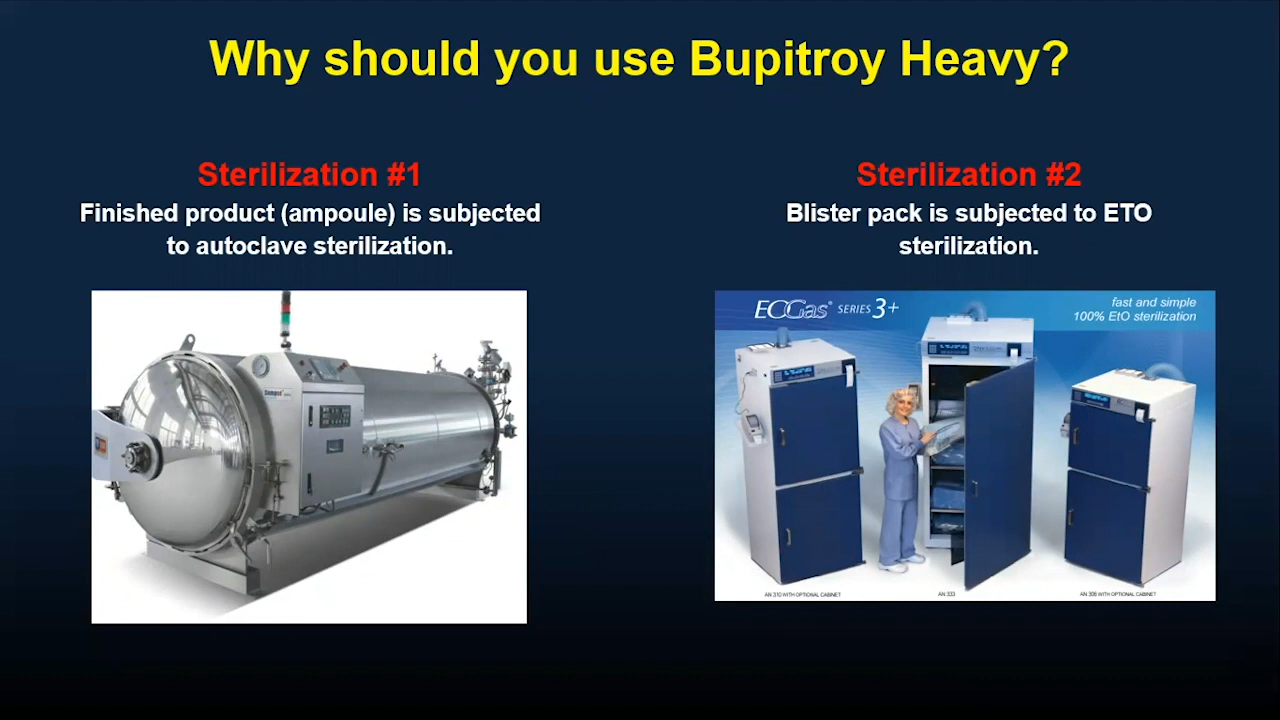 Why should you use Bupitroy Heavy?
Sterilization #1
Finished product (ampoule) is subjected
to autoclave sterilization.
Sterilization #2
Blister pack is subjected to ETO
sterilization.
ECOGas® SERIES 3+
fast and simple
100% EtO sterilization
AN 310 WITH OPTIONAL CABINET
AN 333
AN 306 WITH OPTIONAL CABINET